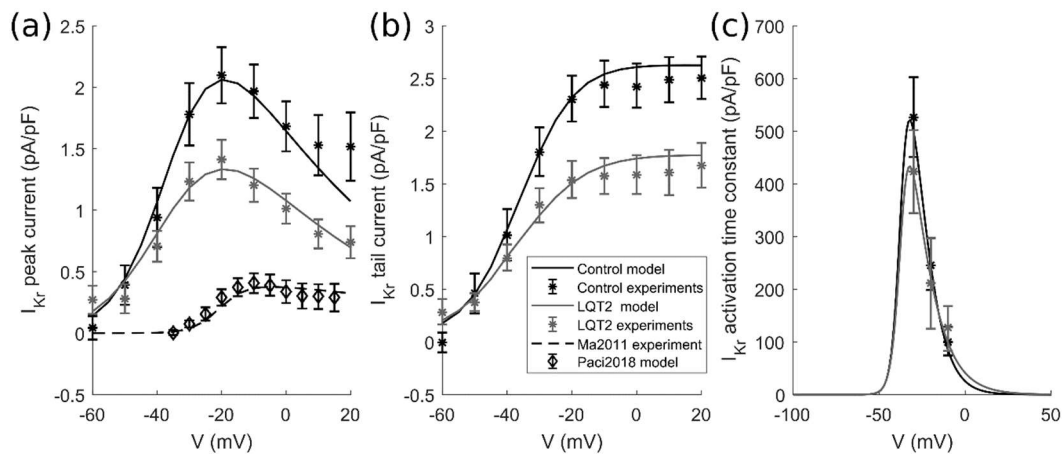 (a)
I_Kr peak current (pA/pF)
2.5
2
1.5
1
0.5
0
-0.5
-60
-40
-20
0
20
V (mV)
(b)
I_Kr tail current (pA/pF)
3
2.5
2
1.5
1
0.5
0
-0.5
-60
-40
-20
0
20
V (mV)
Control model
Control experiments
LQT2 model
LQT2 experiments
Ma2011 experiment
Paci2018 model
(c)
I_Kr activation time constant (pA/pF)
700
600
500
400
300
200
100
0
-100
-50
0
50
V (mV)